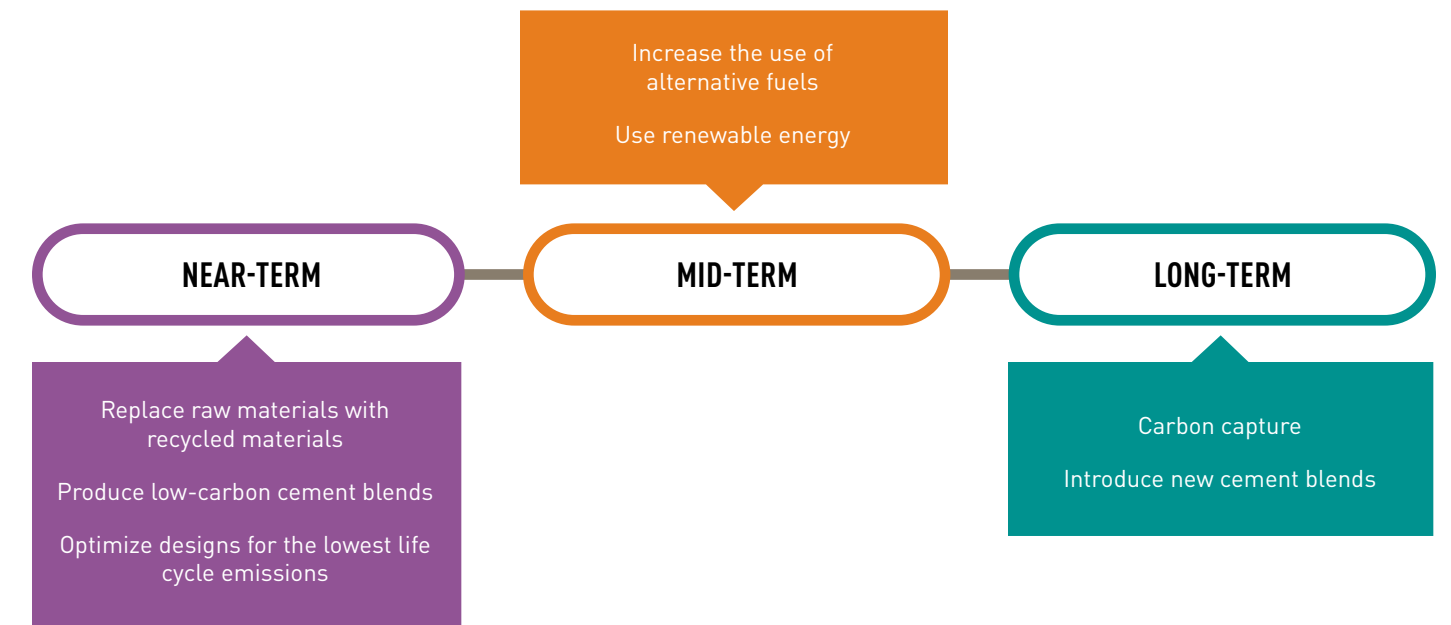 Increase the use of
alternative fuels
Use renewable energy
NEAR-TERM
MID-TERM
LONG-TERM
Replace raw materials with
recycled materials
Produce low-carbon cement blends
Optimize designs for the lowest life
cycle emissions
Carbon capture
Introduce new cement blends